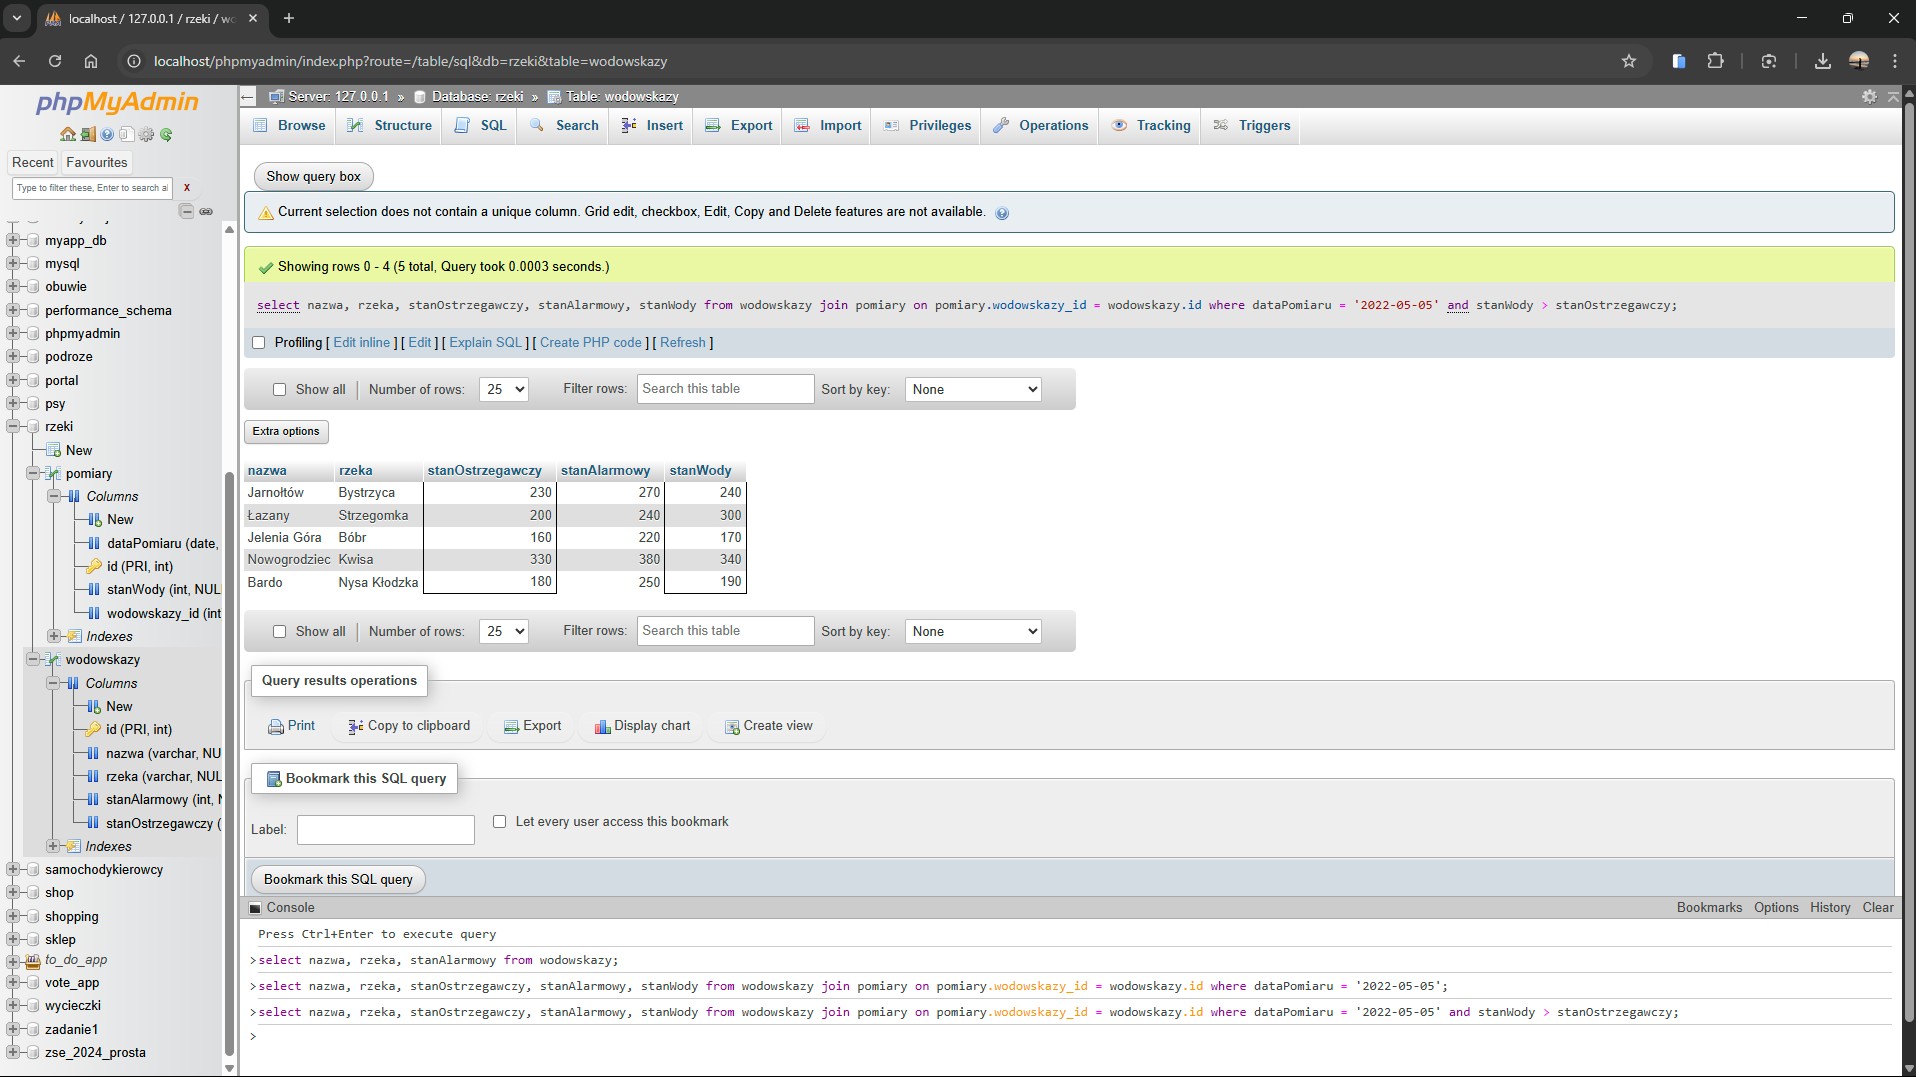 localhost / 127.0.0.1 / rzeki / wo
localhost/phpmyadmin/index.php?route=/table/sql&db=rzeki&table=wodowskazy
phpMyAdmin
Server: 127.0.0.1 » Database: rzeki » Table: wodowskazy
Browse Structure SQL Search Insert Export Import Privileges Operations Tracking Triggers
Recent Favourites
Type to filter these, Enter to search al x
myapp_db
mysql
obuwie
performance_schema
phpmyadmin
podroze
portal
psy
rzeki
New
pomiary
Columns
New
dataPomiaru (date,
id (PRI, int)
stanWody (int, NULL
wodowskazy_id (int
Indexes
wodowskazy
Columns
New
id (PRI, int)
nazwa (varchar, NU
rzeka (varchar, NUL
stanAlarmowy (int, N
stanOstrzegawczy (
Indexes
samochodykierowcy
shop
shopping
sklep
to_do_app
vote_app
wycieczki
zadanie1
zse_2024_prosta
Show query box
Current selection does not contain a unique column. Grid edit, checkbox, Edit, Copy and Delete features are not available.
Showing rows 0 - 4 (5 total, Query took 0.0003 seconds.)
select nazwa, rzeka, stanOstrzegawczy, stanAlarmowy, stanWody from wodowskazy join pomiary on pomiary.wodowskazy_id = wodowskazy.id where dataPomiaru = '2022-05-05' and stanWody > stanOstrzegawczy;
Profiling [ Edit inline ] [ Edit ] [ Explain SQL ] [ Create PHP code ] [ Refresh ]
Show all Number of rows: 25 Filter rows: Search this table Sort by key: None
Extra options
nazwa rzeka stanOstrzegawczy stanAlarmowy stanWody
Jarnołtów Bystrzyca 230 270 240
Łazany Strzegomka 200 240 300
Jelenia Góra Bóbr 160 220 170
Nowogrodziec Kwisa 330 380 340
Bardo Nysa Kłodzka 180 250 190
Show all Number of rows: 25 Filter rows: Search this table Sort by key: None
Query results operations
Print Copy to clipboard Export Display chart Create view
Bookmark this SQL query
Label: Let every user access this bookmark
Bookmark this SQL query
Console Bookmarks Options History Clear
Press Ctrl+Enter to execute query
>select nazwa, rzeka, stanAlarmowy from wodowskazy;
>select nazwa, rzeka, stanOstrzegawczy, stanAlarmowy, stanWody from wodowskazy join pomiary on pomiary.wodowskazy_id = wodowskazy.id where dataPomiaru = '2022-05-05';
>select nazwa, rzeka, stanOstrzegawczy, stanAlarmowy, stanWody from wodowskazy join pomiary on pomiary.wodowskazy_id = wodowskazy.id where dataPomiaru = '2022-05-05' and stanWody > stanOstrzegawczy;
>